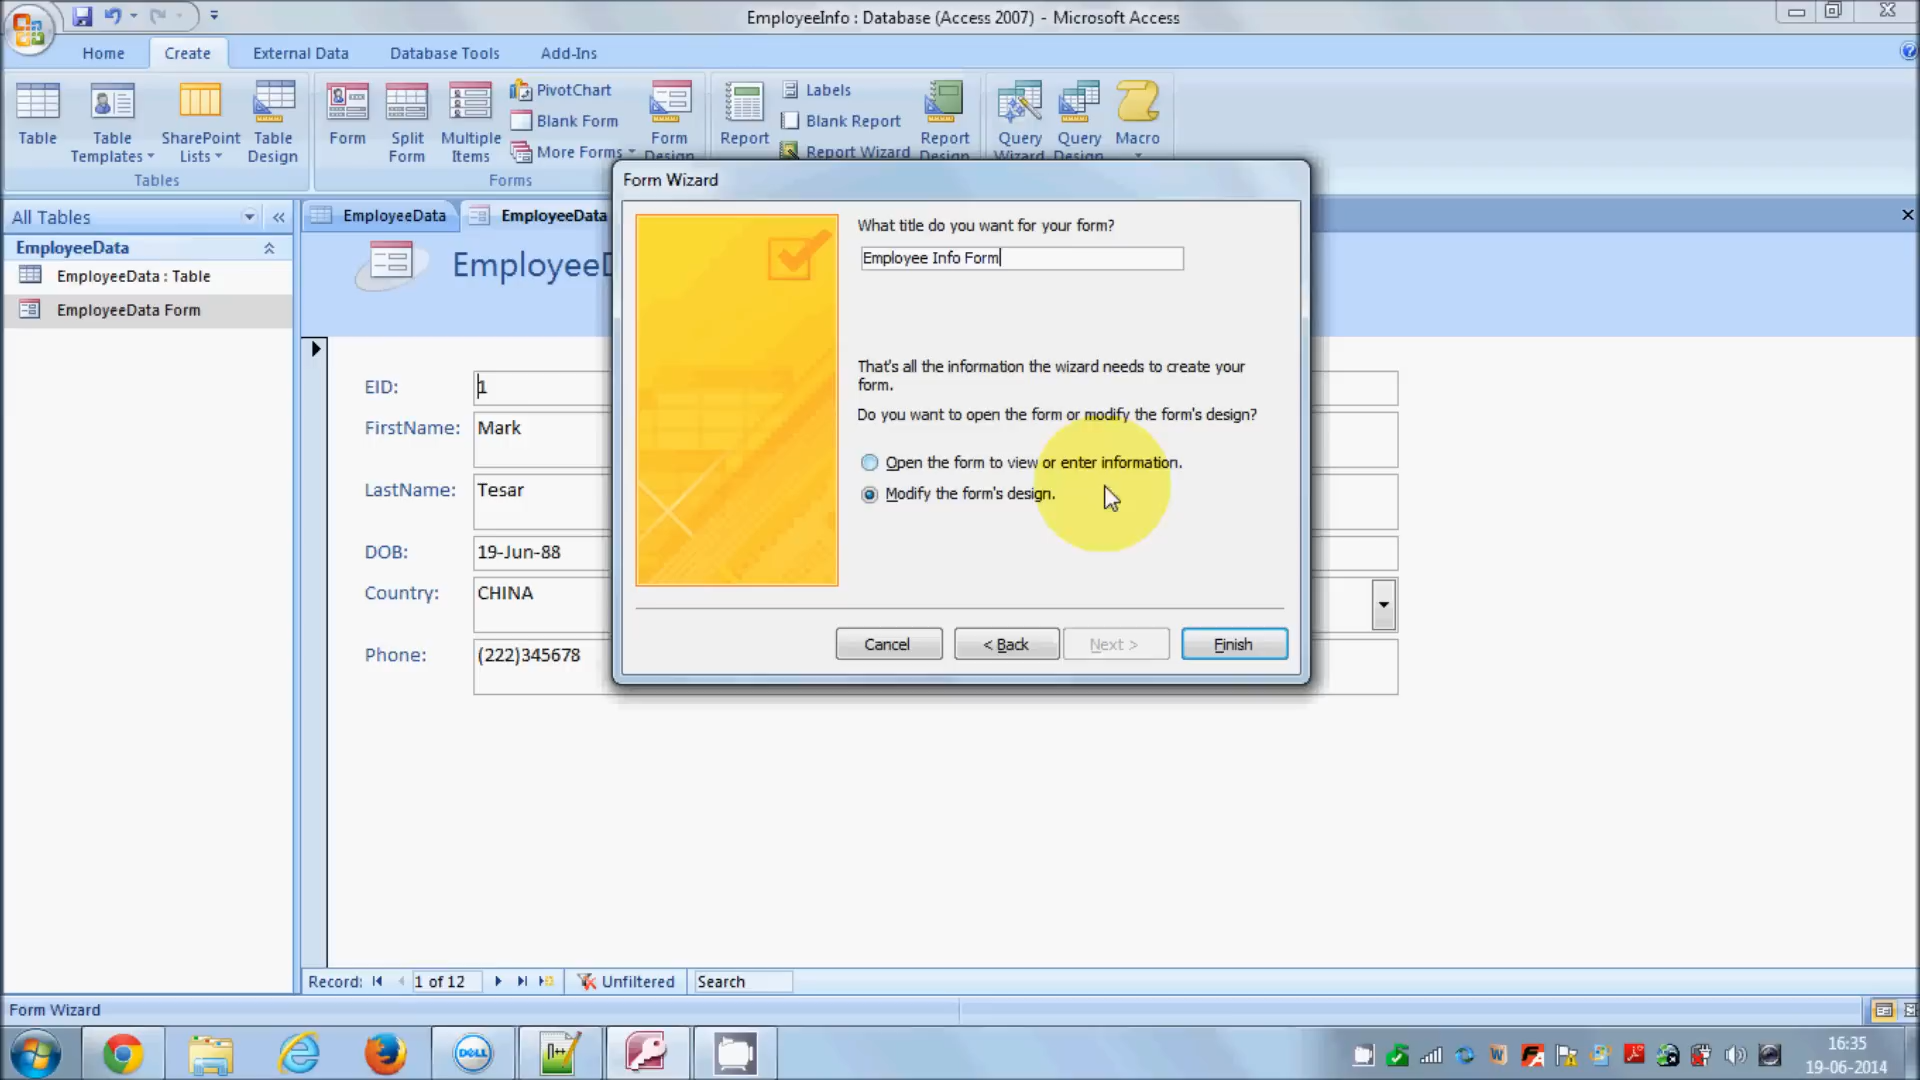 EmployeeInfo : Database (Access 2007) - Microsoft Access
Home
Create
External Data
Database Tools
Add-Ins
Table
Table
Templates
SharePoint
Lists
Table
Design
Tables
Form
Split
Form
Multiple
Items
PivotChart
Blank Form
More Forms
Form
Design
Forms
Report
Labels
Blank Report
Report Wizard
Report
Design
Query
Wizard
Query
Design
Macro
All Tables
EmployeeData
EmployeeData : Table
EmployeeData Form
EmployeeData
EmployeeData
EmployeeD
EID:
1
FirstName:
Mark
LastName:
Tesar
DOB:
19-Jun-88
Country:
CHINA
Phone:
(222)345678
Form Wizard
What title do you want for your form?
Employee Info Form
That's all the information the wizard needs to create your
form.
Do you want to open the form or modify the form's design?
Open the form to view or enter information.
Modify the form's design.
Cancel
< Back
Next >
Finish
Record:
1 of 12
Unfiltered
Search
Form Wizard
DELL
16:35
19-06-2014